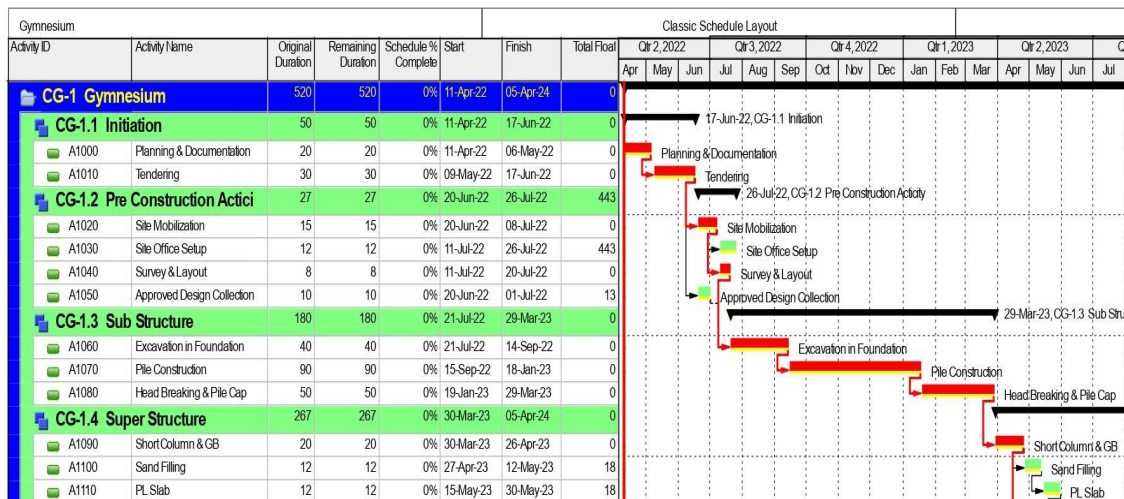 Gymnesium Classic Schedule Layout
Activity ID Activity Name Original Duration Remaining Duration Schedule % Complete Start Finish Total Float Qtr 2, 2022 Qtr 3, 2022 Qtr 4, 2022 Qtr 1, 2023 Qtr 2, 2023 Q
Apr May Jun Jul Aug Sep Oct Nov Dec Jan Feb Mar Apr May Jun Jul
CG-1 Gymnesium 520 520 0% 11-Apr-22 05-Apr-24 0
CG-1.1 Initiation 50 50 0% 11-Apr-22 17-Jun-22 0 17-Jun-22, CG-1.1 Initiation
A1000 Planning & Documentation 20 20 0% 11-Apr-22 06-May-22 0 Planning & Documentation
A1010 Tendering 30 30 0% 09-May-22 17-Jun-22 0 Tendering
CG-1.2 Pre Construction Actici 27 27 0% 20-Jun-22 26-Jul-22 443 26-Jul-22, CG-1.2 Pre Construction Acticity
A1020 Site Mobilization 15 15 0% 20-Jun-22 08-Jul-22 0 Site Mobilization
A1030 Site Office Setup 12 12 0% 11-Jul-22 26-Jul-22 443 Site Office Setup
A1040 Survey & Layout 8 8 0% 11-Jul-22 20-Jul-22 0 Survey & Layout
A1050 Approved Design Collection 10 10 0% 20-Jun-22 01-Jul-22 13 Approved Design Collection
CG-1.3 Sub Structure 180 180 0% 21-Jul-22 29-Mar-23 0 29-Mar-23, CG-1.3 Sub Stru
A1060 Excavation in Foundation 40 40 0% 21-Jul-22 14-Sep-22 0 Excavation in Foundation
A1070 Pile Construction 90 90 0% 15-Sep-22 18-Jan-23 0 Pile Construction
A1080 Head Breaking & Pile Cap 50 50 0% 19-Jan-23 29-Mar-23 0 Head Breaking & Pile Cap
CG-1.4 Super Structure 267 267 0% 30-Mar-23 05-Apr-24 0
A1090 Short Column & GB 20 20 0% 30-Mar-23 26-Apr-23 0 Short Column & GB
A1100 Sand Filling 12 12 0% 27-Apr-23 12-May-23 18 Sand Filling
A1110 PL Slab 12 12 0% 15-May-23 30-May-23 18 PL Slab